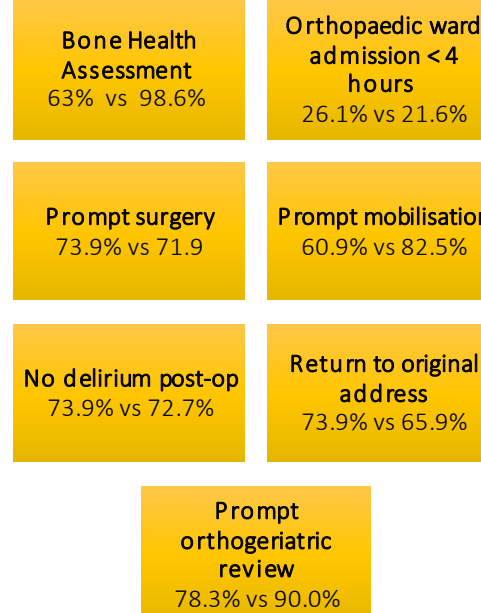 Bone Health
Assessment
63% vs 98.6%
Orthopaedic ward
admission < 4
hours
26.1% vs 21.6%
Prompt surgery
73.9% vs 71.9
Prompt mobilisation
60.9% vs 82.5%
No delirium post-op
73.9% vs 72.7%
Return to original
address
73.9% vs 65.9%
Prompt
orthogeriatric
review
78.3% vs 90.0%